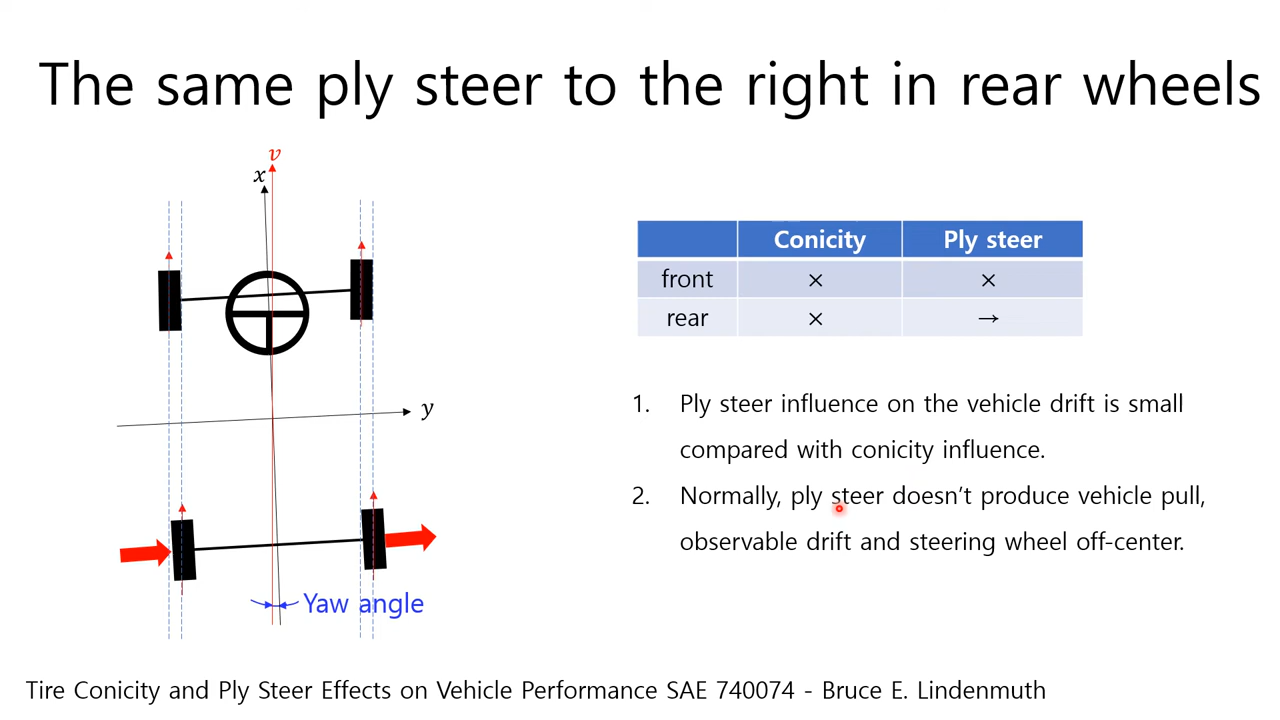 The same ply steer to the right in rear wheels
v
x
y
Yaw angle
Conicity Ply steer
front × ×
rear × →
1. Ply steer influence on the vehicle drift is small
compared with conicity influence.
2. Normally, ply steer doesn't produce vehicle pull,
observable drift and steering wheel off-center.
Tire Conicity and Ply Steer Effects on Vehicle Performance SAE 740074 - Bruce E. Lindenmuth